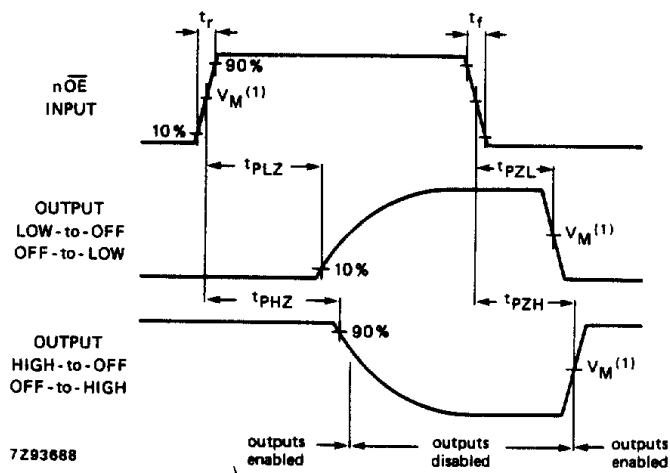 tr
tf
nOE
INPUT
90%
VM(1)
10%
tPLZ
tPZL
OUTPUT
LOW-to-OFF
OFF-to-LOW
VM(1)
10%
tPHZ
tPZH
OUTPUT
HIGH-to-OFF
OFF-to-HIGH
90%
VM(1)
7Z93688
outputs
enabled
outputs
disabled
outputs
enabled